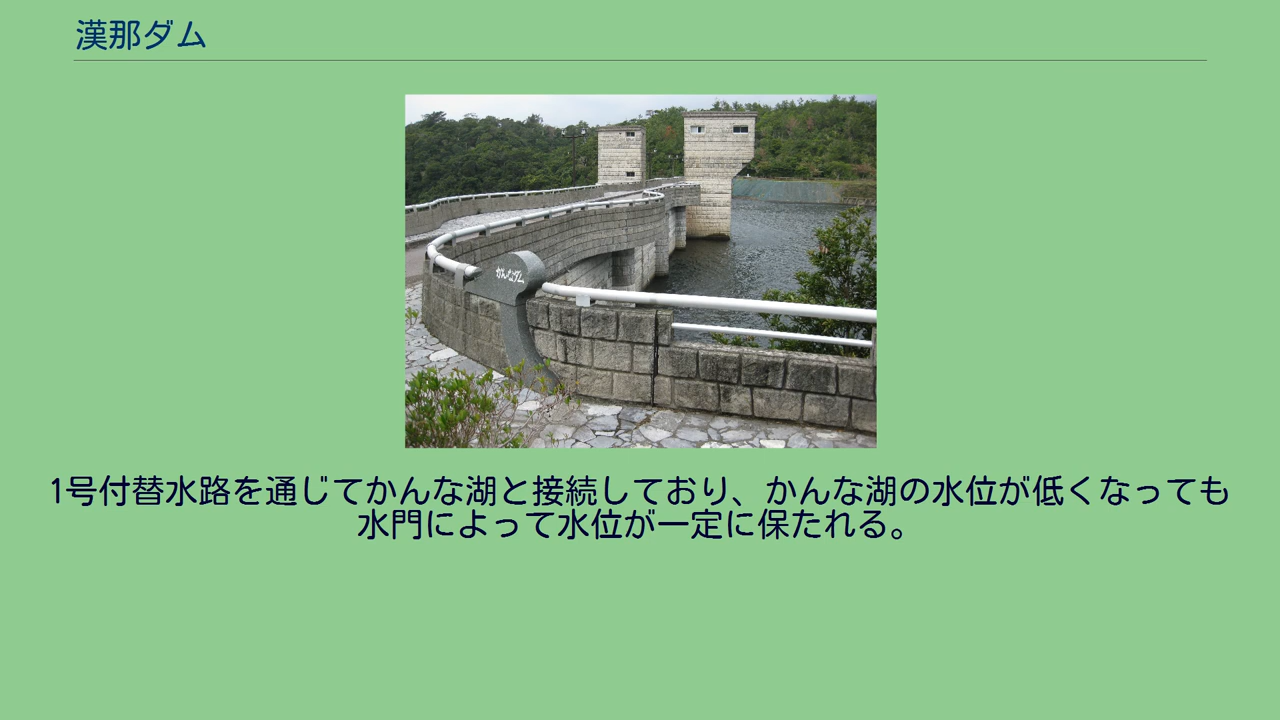 漢那ダム
かんなダム
1号付替水路を通じてかんな湖と接続しており、かんな湖の水位が低くなっても
水門によって水位が一定に保たれる。